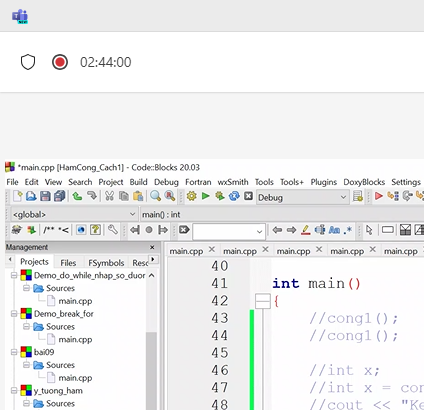 02:44:00
*main.cpp [HamCong_Cach1] - Code::Blocks 20.03
File Edit View Search Project Build Debug Fortran wxSmith Tools Tools+ Plugins DoxyBlocks Settings
Debug
<global> main() : int
/** *<
Aa .*
Management ×
Projects Files FSymbols Resc
main.cpp × main.cpp × main.cpp × main.cpp × main.cpp
Demo_do_while_nhap_so_duor
Sources
main.cpp
Demo_break_for
Sources
main.cpp
bai09
Sources
main.cpp
y_tuong_ham
Sources
40
41 int main()
42 {
43 //cong1();
44 //cong1();
45
46 //int x;
47 //int x = con
48 //cout << "Ke